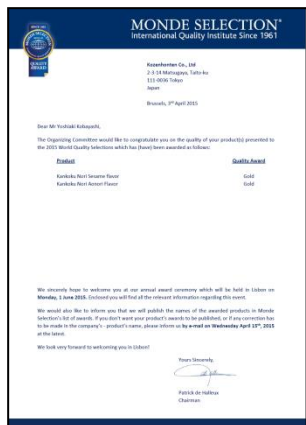 MONDE SELECTION®
International Quality Institute Since 1961
QUALITY
AWARD
Kozenhonten Co., Ltd
2-3-14 Matsugaya, Taito-ku
111-0036 Tokyo
Japan
Brussels, 3rd April 2015
Dear Mr Yoshiaki Kobayashi,
The Organizing Committee would like to congratulate you on the quality of your product(s) presented to
the 2015 World Quality Selections which has (have) been awarded as follows:
Product Quality Award
Kankoku Nori Sesame flavor Gold
Kankoku Nori Aonori Flavor Gold
We sincerely hope to welcome you at our annual award ceremony which will be held in Lisbon on
Monday, 1 June 2015. Enclosed you will find all the relevant information regarding this event.
We would also like to inform you that we will publish the names of the awarded products in Monde
Selection's list of awards. If you don't want your product's awards to be published, or if any correction has
to be made in the company's - product's name, please inform us by e-mail on Wednesday April 15th, 2015
at the latest.
We look very forward to welcoming you in Lisbon!
Yours Sincerely,
Patrick de Halleux
Chairman